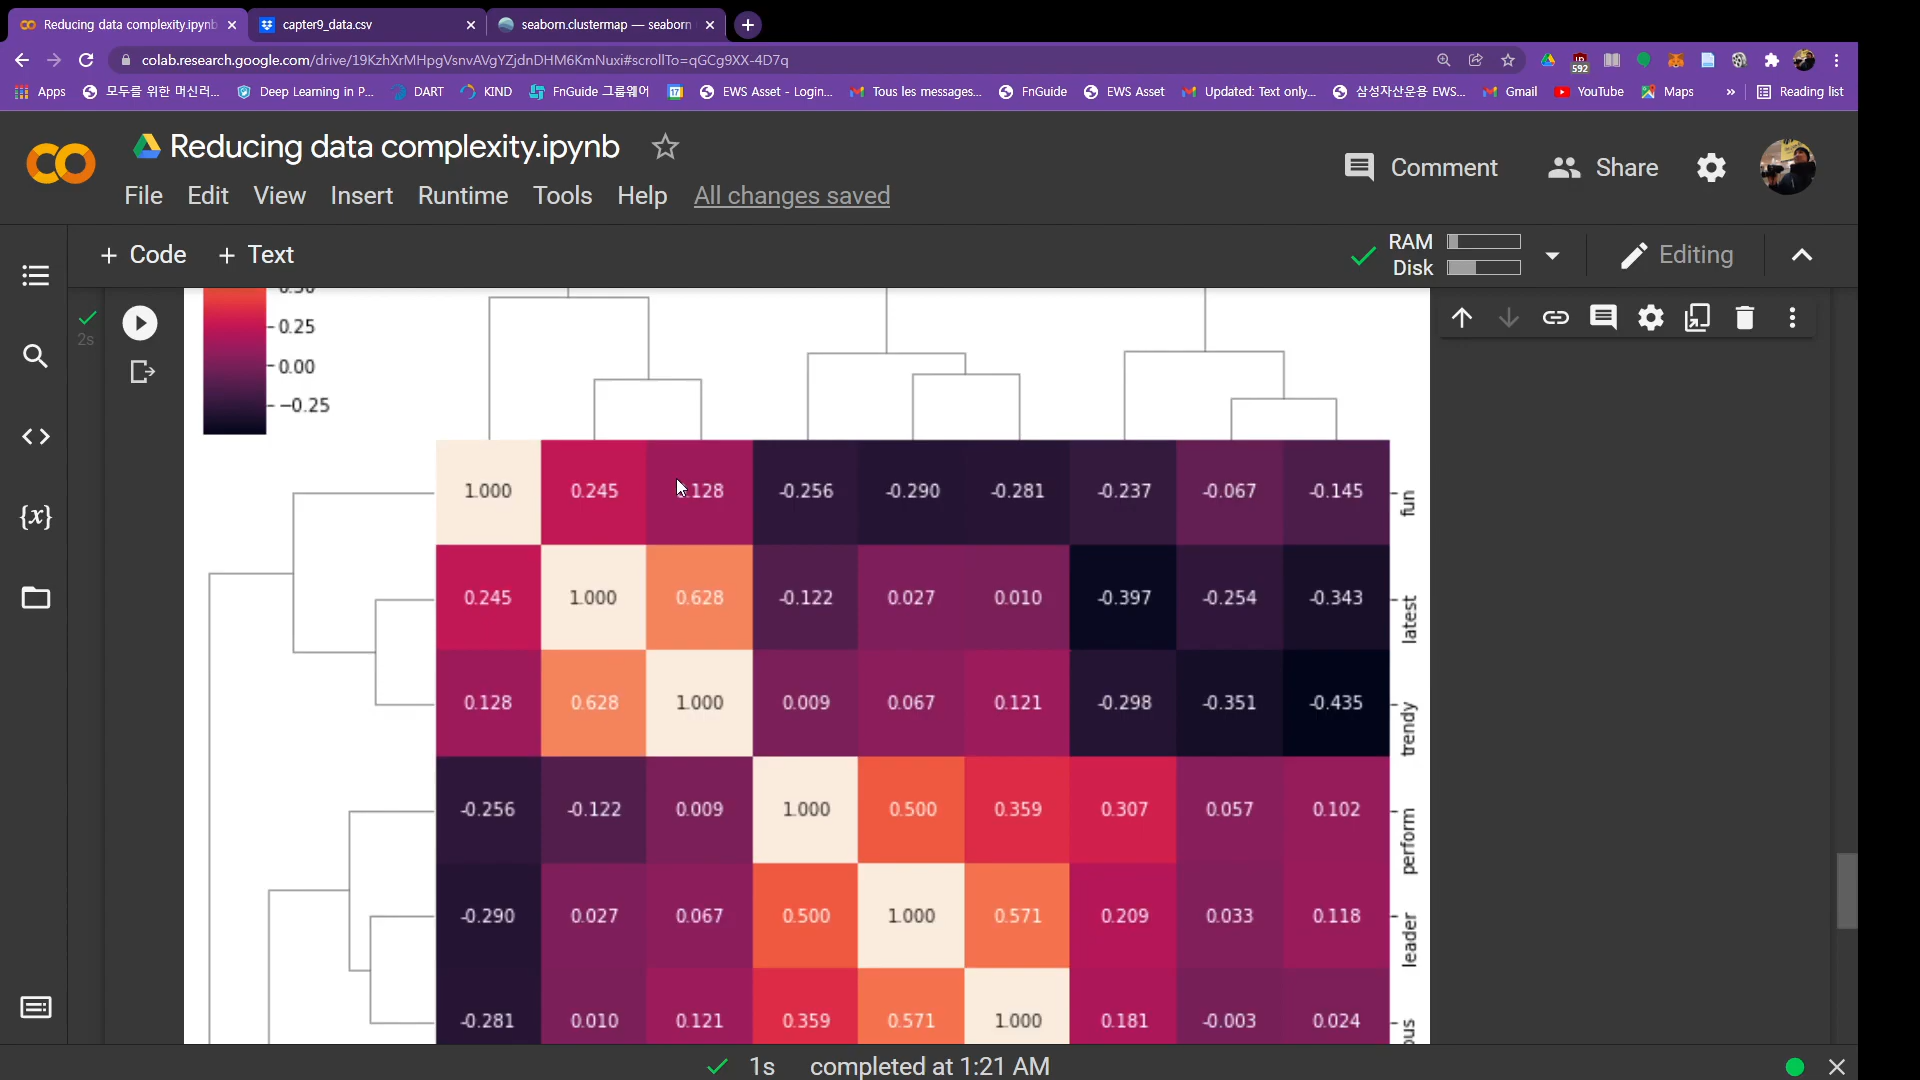 Reducing data complexity.ipynb
capter9_data.csv
seaborn.clustermap — seaborn
colab.research.google.com/drive/19KzhXrMHpgVsnvAVgYZjdnDHM6KmNuxi#scrollTo=qGCg9XX-4D7q
592
Apps
모두를 위한 머신러...
Deep Learning in P...
DART
KIND
FnGuide 그룹웨어
17
EWS Asset - Login...
Tous les messages...
FnGuide
EWS Asset
Updated: Text only...
삼성자산운용 EWS...
Gmail
YouTube
Maps
»
Reading list
Reducing data complexity.ipynb
Comment
Share
File Edit View Insert Runtime Tools Help All changes saved
+ Code + Text
RAM
Disk
Editing
2s
0.25
0.00
−0.25
1.000 0.245 0.128 -0.256 -0.290 -0.281 -0.237 -0.067 -0.145 fun
0.245 1.000 0.628 -0.122 0.027 0.010 -0.397 -0.254 -0.343 latest
0.128 0.628 1.000 0.009 0.067 0.121 -0.298 -0.351 -0.435 trendy
-0.256 -0.122 0.009 1.000 0.500 0.359 0.307 0.057 0.102 perform
-0.290 0.027 0.067 0.500 1.000 0.571 0.209 0.033 0.118 leader
-0.281 0.010 0.121 0.359 0.571 1.000 0.181 -0.003 0.024
1s completed at 1:21 AM